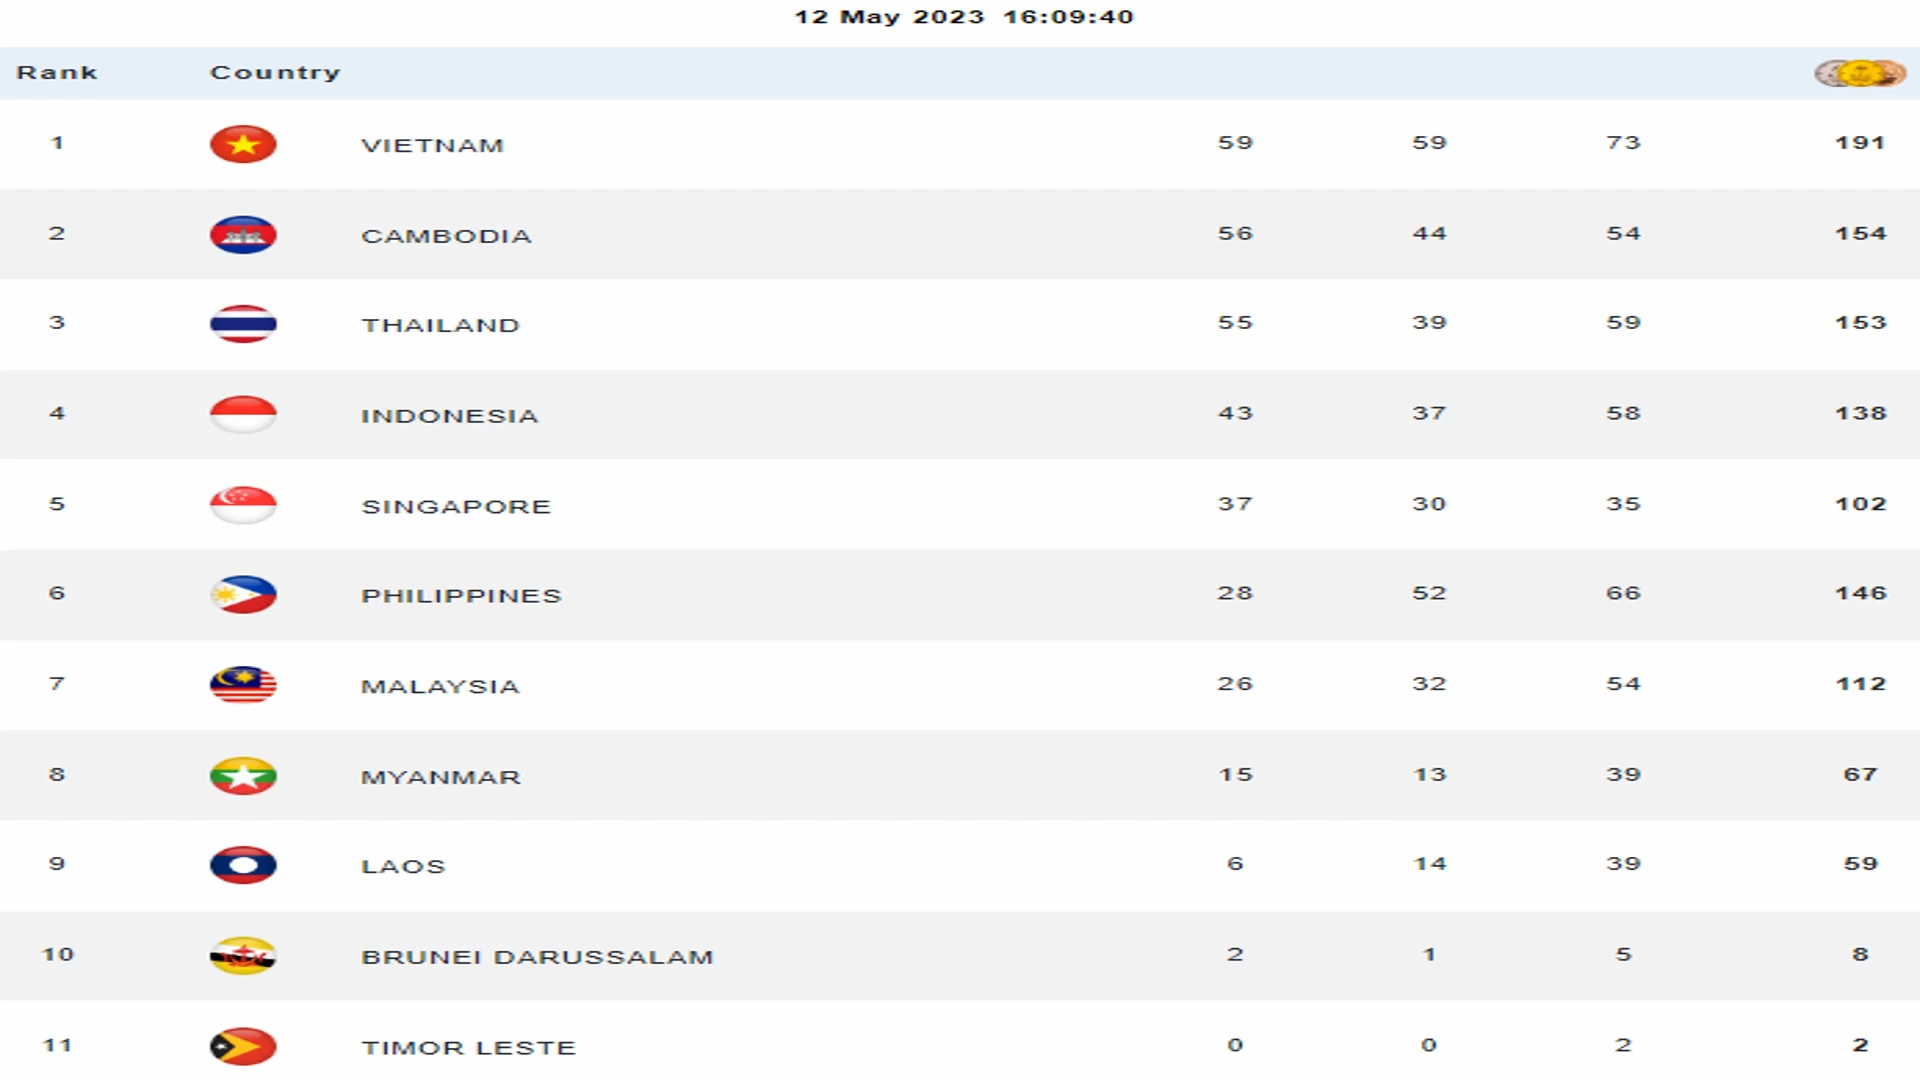 12 May 2023 16:09:40
Rank Country
1 VIETNAM 59 59 73 191
2 CAMBODIA 56 44 54 154
3 THAILAND 55 39 59 153
4 INDONESIA 43 37 58 138
5 SINGAPORE 37 30 35 102
6 PHILIPPINES 28 52 66 146
7 MALAYSIA 26 32 54 112
8 MYANMAR 15 13 39 67
9 LAOS 6 14 39 59
10 BRUNEI DARUSSALAM 2 1 5 8
11 TIMOR LESTE 0 0 2 2